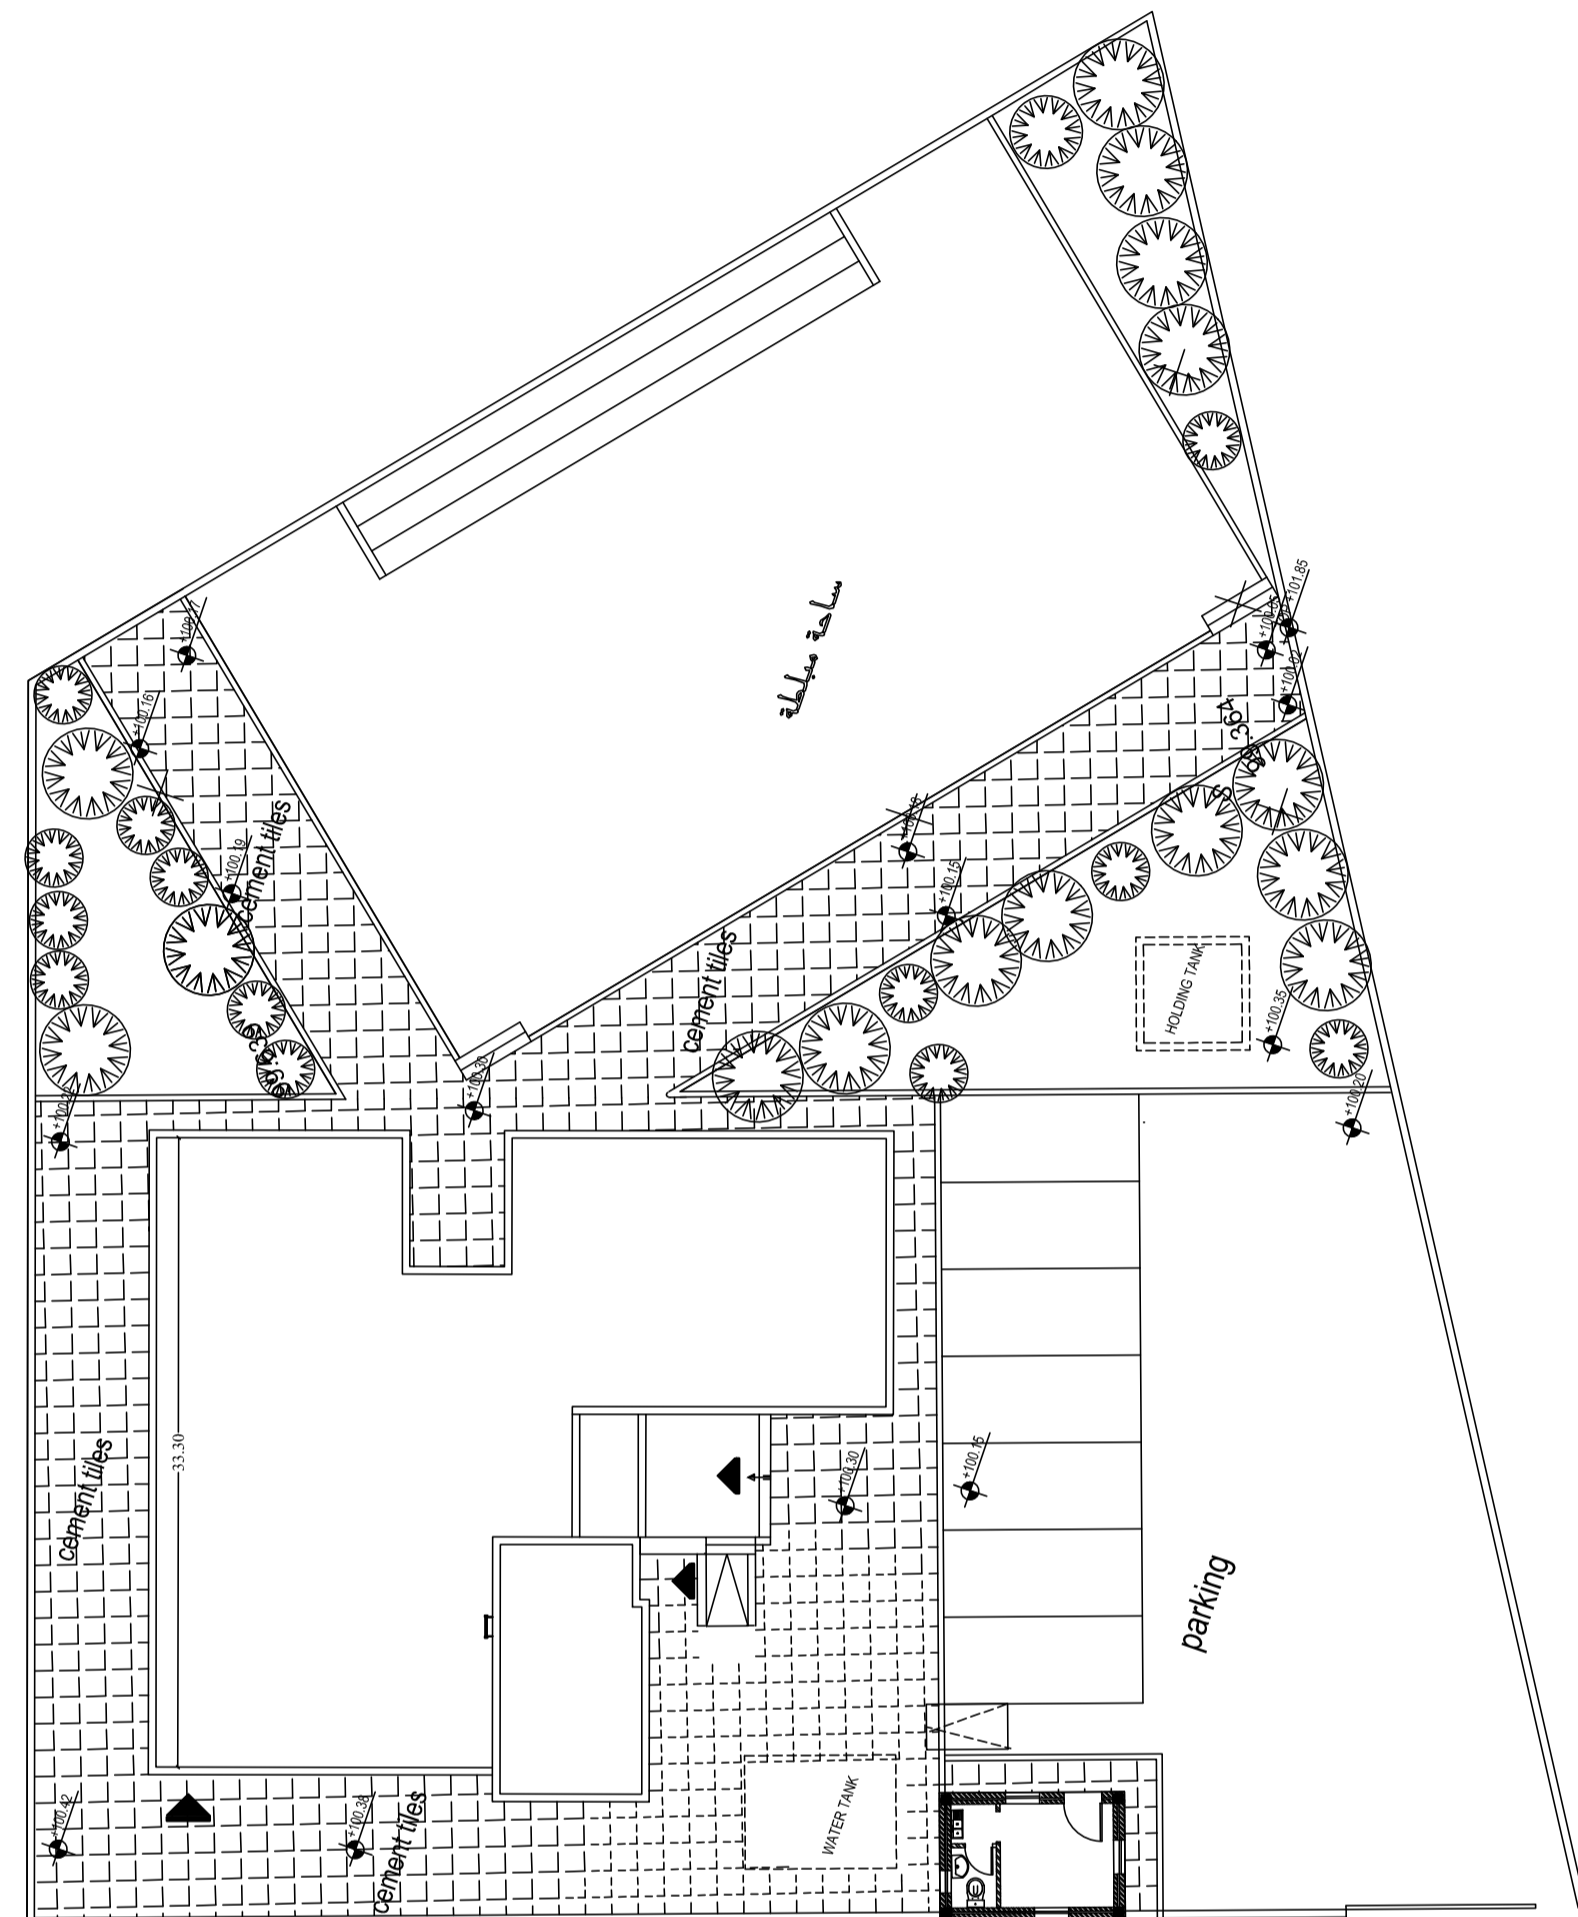 +101.85
+100.02
+100.16
ساحة مبلطة
+100.19
cement tiles
+100.15
cement tiles
HOLDING TANK
+100.35
+100.30
+100.20
33.30
cement tiles
+100.30
+100.15
parking
WATER TANK
+100.42
+100.38
cement tiles